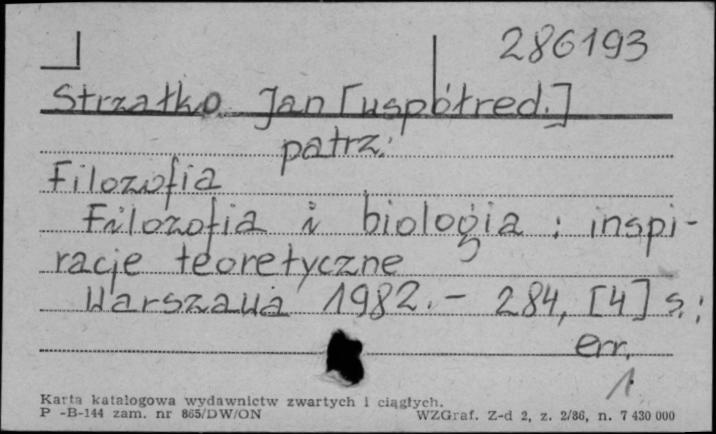 286193
Strzałko Jan [współred.]
patrz:
Filozofia
Filozofia i biologia : inspi-
racje teoretyczne
Warszawa 1982. - 284, [4] s. ;
err.
1.
Karta katalogowa wydawnictw zwartych i ciągłych.
P -B-144 zam. nr 865/DW/ON WZGraf. Z-d 2, z. 2/86, n. 7 430 000